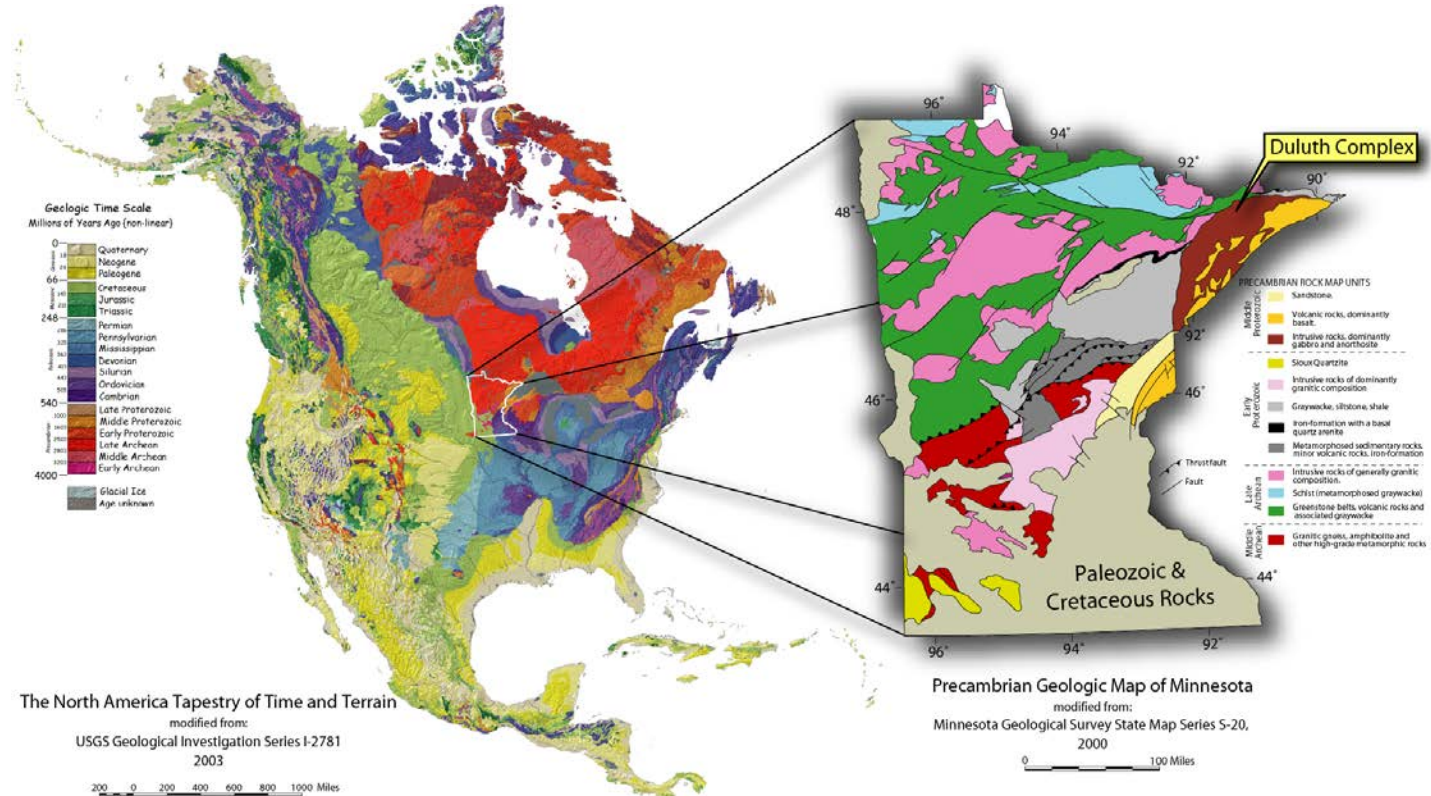 Geologic Time Scale
Millions of Years Ago (non-linear)
0
66
248
540
4000
Precambrian
Quaternary
Neogene
Paleogene
Cretaceous
Jurassic
Triassic
Permian
Pennsylvanian
Mississippian
Devonian
Silurian
Ordovician
Cambrian
Late Proterozoic
Middle Proterozoic
Early Proterozoic
Late Archean
Middle Archean
Early Archean
Glacial Ice
Age unknown
The North America Tapestry of Time and Terrain
modified from:
USGS Geological Investigation Series I-2781
2003
200 0 200 400 600 800 1000 Miles
96°
94°
92°
90°
48°
92°
46°
46°
44°
44°
96°
94°
92°
Duluth Complex
Paleozoic &
Cretaceous Rocks
PRECAMBRIAN ROCK MAP UNITS
Middle
Proterozoic
Sandstone.
Volcanic rocks, dominantly
basalt.
Intrusive rocks, dominantly
gabbro and anorthosite
Early
Proterozoic
Sioux Quartzite
Intrusive rocks of dominantly
granitic composition
Graywacke, siltstone, shale
Iron-formation with a basal
quartz arenite
Metamorphosed sedimentary rocks,
minor volcanic rocks, iron-formation
Late
Archean
Intrusive rocks of generally granitic
composition.
Schist (metamorphosed graywacke)
Greenstone belts, volcanic rocks and
associated graywacke
Middle
Archean
Granitic gneiss, amphibolite and
other high-grade metamorphic rocks
Thrust fault
Fault
Precambrian Geologic Map of Minnesota
modified from:
Minnesota Geological Survey State Map Series S-20,
2000
0 100 Miles